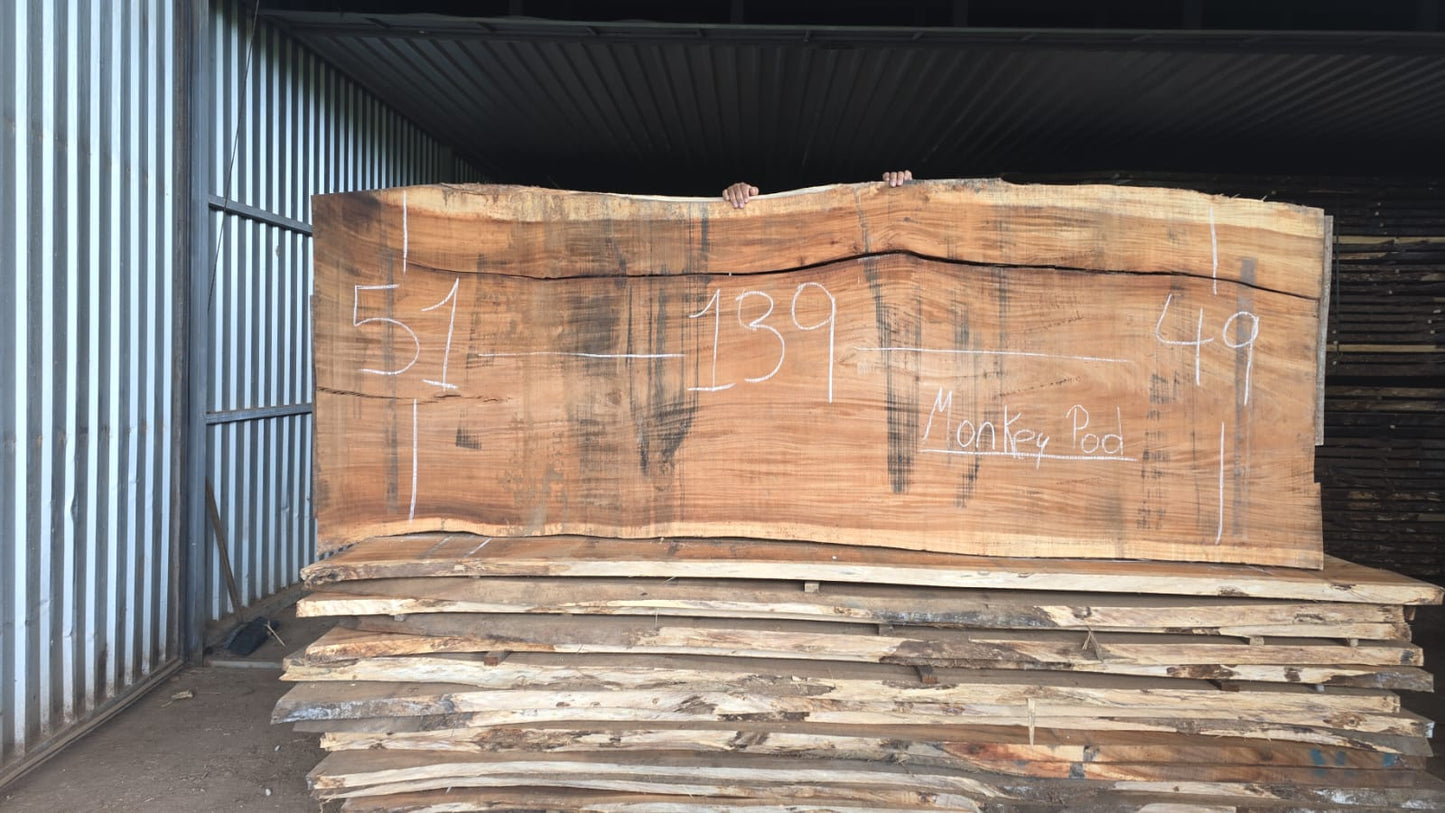 51 — 139 — 49
Monkey Pod